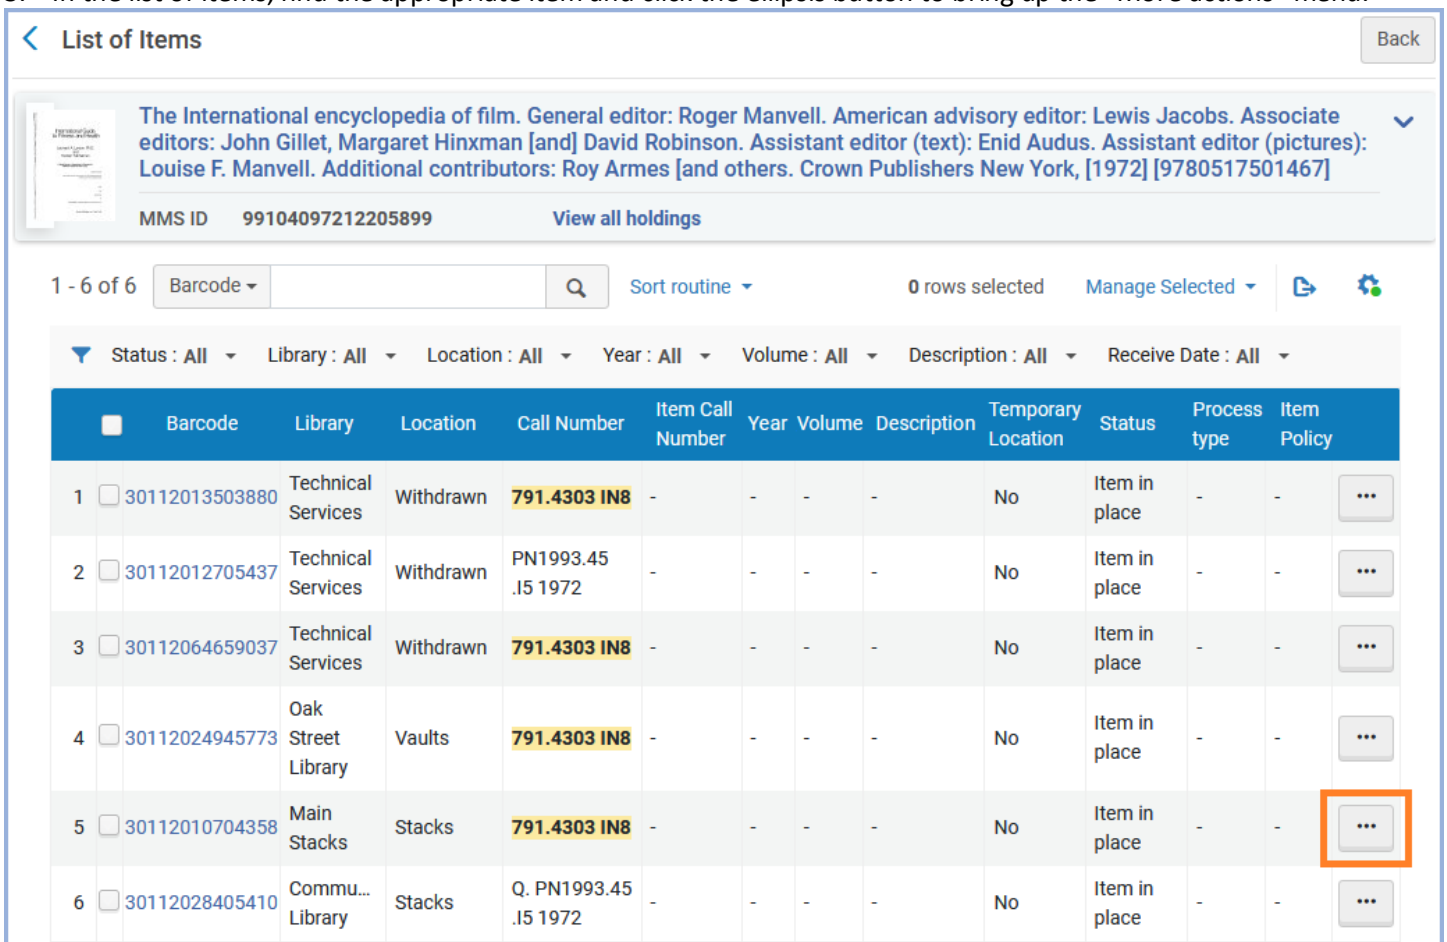 List of Items
Back
The International encyclopedia of film. General editor: Roger Manvell. American advisory editor: Lewis Jacobs. Associate
editors: John Gillet, Margaret Hinxman [and] David Robinson. Assistant editor (text): Enid Audus. Assistant editor (pictures):
Louise F. Manvell. Additional contributors: Roy Armes [and others. Crown Publishers New York, [1972] [9780517501467]
MMS ID 99104097212205899 View all holdings
1 - 6 of 6 Barcode Sort routine 0 rows selected Manage Selected
Status : All Library : All Location : All Year : All Volume : All Description : All Receive Date : All
Barcode Library Location Call Number Item Call Number Year Volume Description Temporary Location Status Process type Item Policy
1 30112013503880 Technical Services Withdrawn 791.4303 IN8 - - - - No Item in place - - ...
2 30112012705437 Technical Services Withdrawn PN1993.45 .I5 1972 - - - - No Item in place - - ...
3 30112064659037 Technical Services Withdrawn 791.4303 IN8 - - - - No Item in place - - ...
4 30112024945773 Oak Street Library Vaults 791.4303 IN8 - - - - No Item in place - - ...
5 30112010704358 Main Stacks Stacks 791.4303 IN8 - - - - No Item in place - - ...
6 30112028405410 Commu... Library Stacks Q. PN1993.45 .I5 1972 - - - - No Item in place - - ...